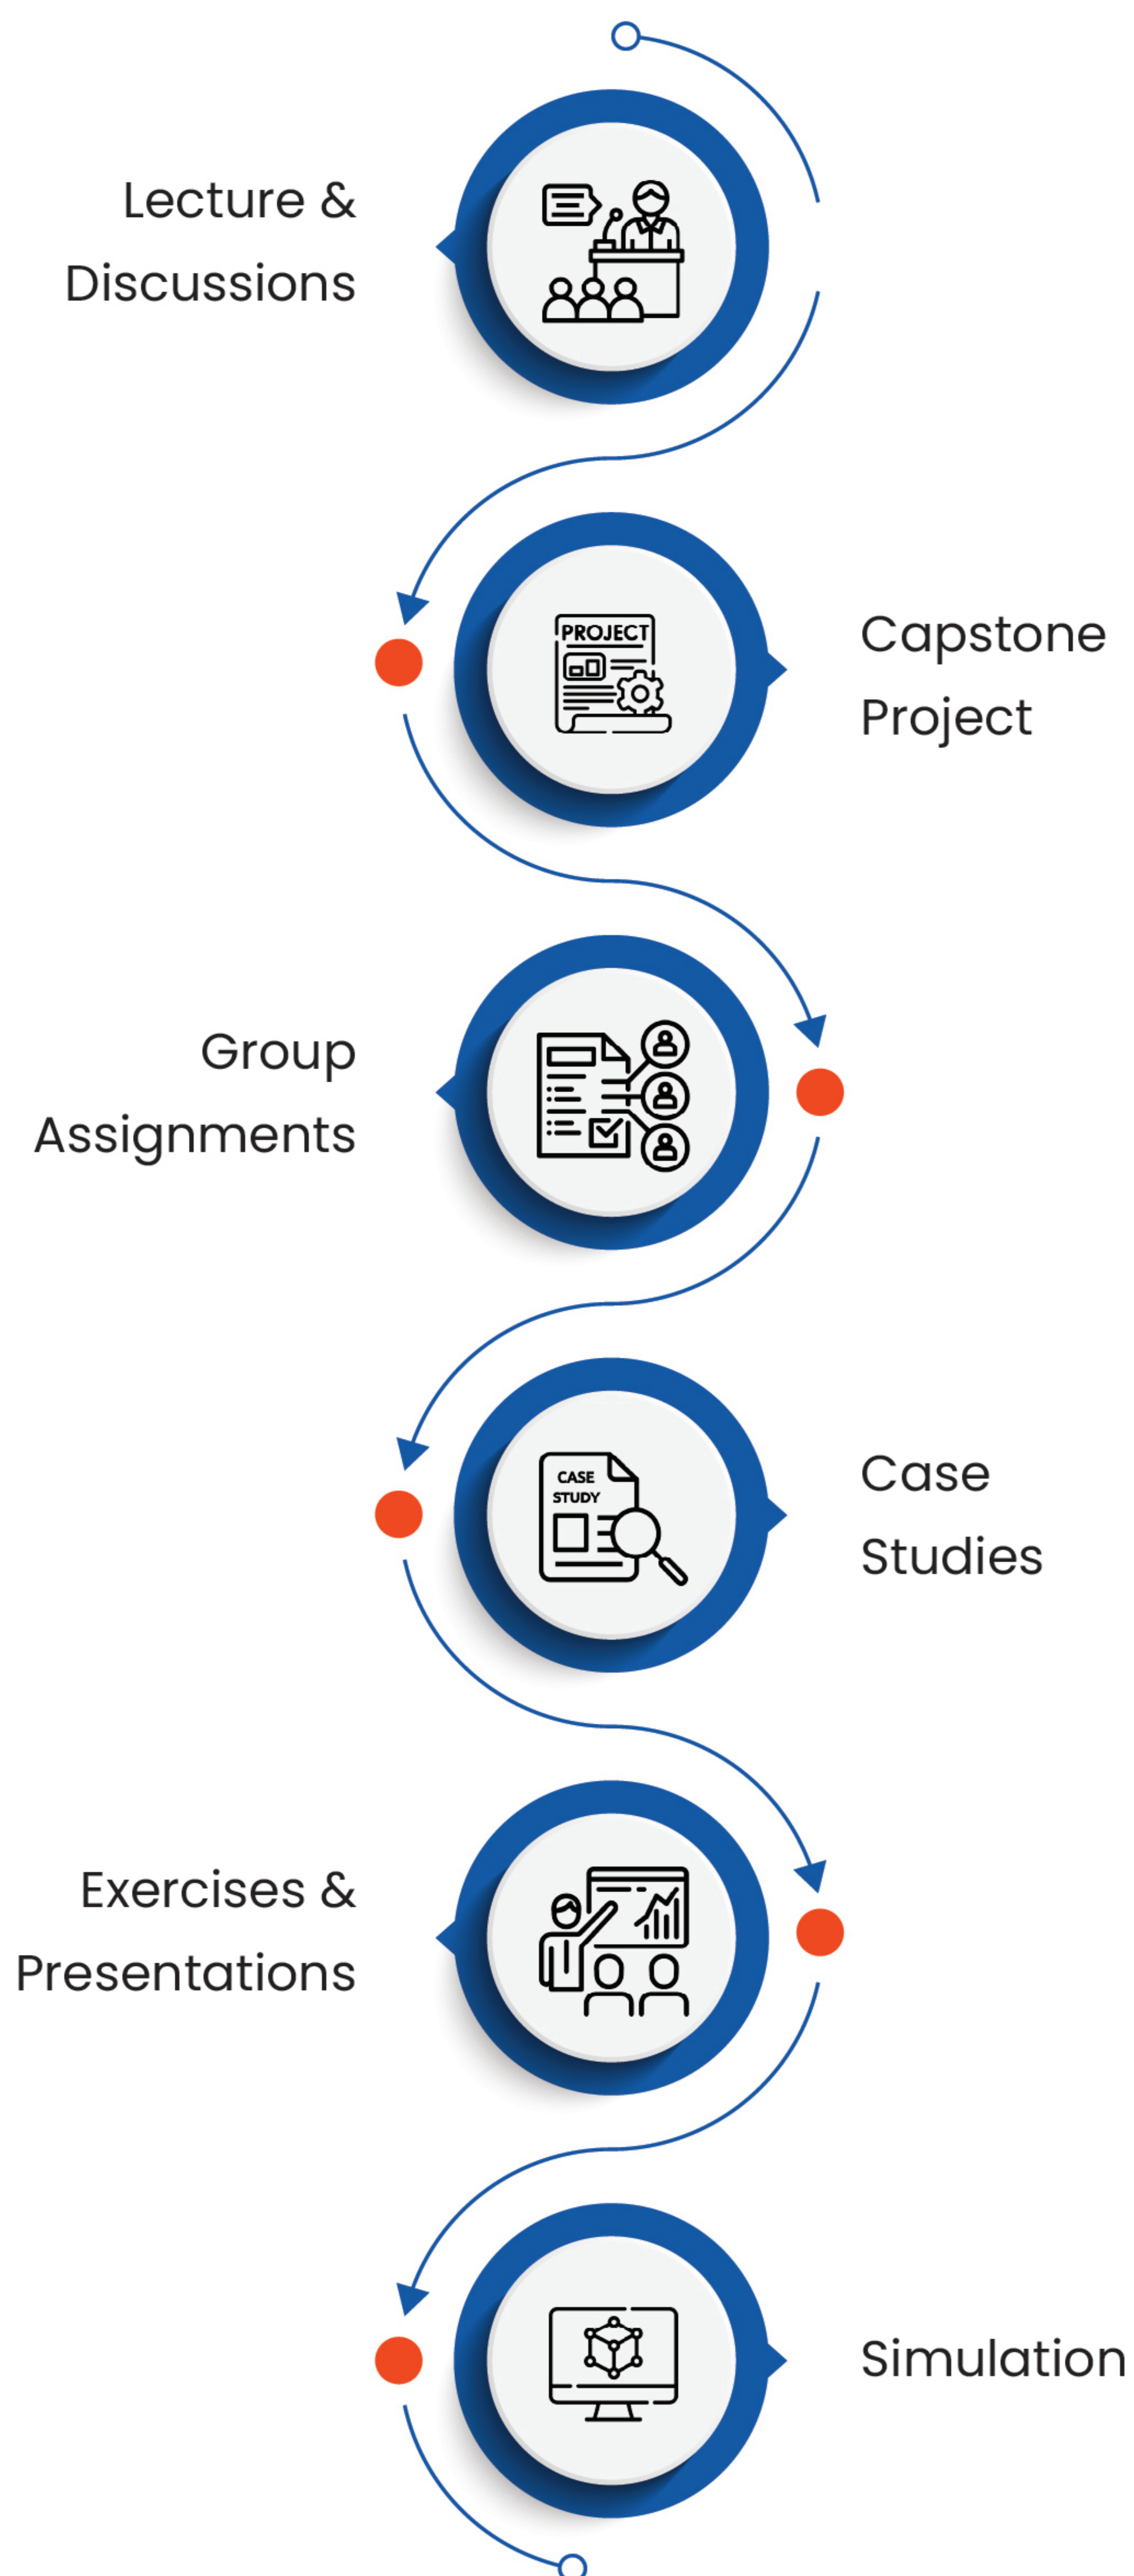 Lecture &
Discussions
PROJECT
Capstone
Project
Group
Assignments
CASE
STUDY
Case
Studies
Exercises &
Presentations
Simulation